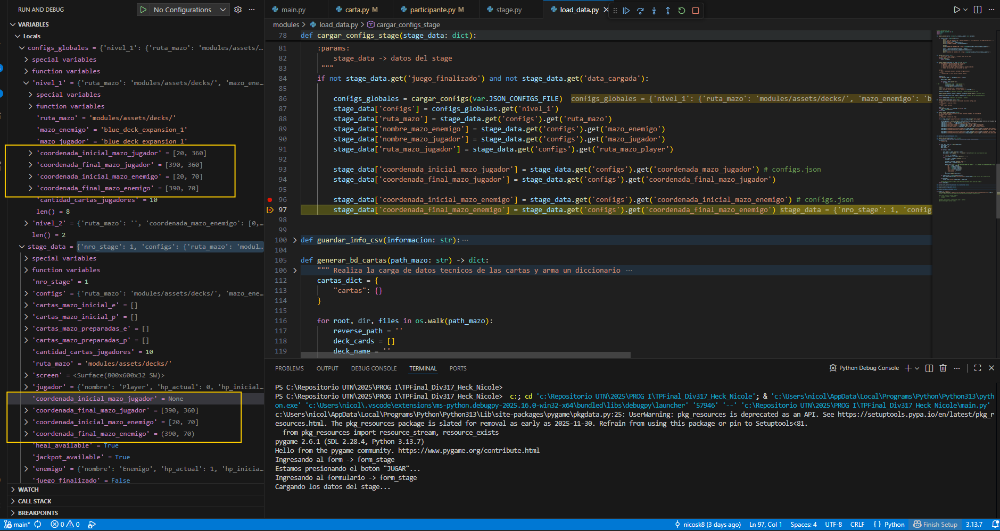 RUN AND DEBUG
No Configurations
VARIABLES
Locals
configs_globales = {'nivel_1': {'ruta_mazo': 'modules/assets/…
special variables
function variables
'nivel_1' = {'ruta_mazo': 'modules/assets/decks/', 'mazo_ene…
special variables
function variables
'ruta_mazo' = 'modules/assets/decks/'
'mazo_enemigo' = 'blue_deck_expansion_1'
'mazo_jugador' = 'blue_deck_expansion_1'
'coordenada_inicial_mazo_jugador' = [20, 360]
'coordenada_final_mazo_jugador' = [390, 360]
'coordenada_inicial_mazo_enemigo' = [20, 70]
'coordenada_final_mazo_enemigo' = [390, 70]
'cantidad_cartas_jugadores' = 10
len() = 8
'nivel_2' = {'ruta_mazo': '', 'coordenada_mazo_enemigo': [0,…
len() = 2
stage_data = {'nro_stage': 1, 'configs': {'ruta_mazo': 'modul…
special variables
function variables
'nro_stage' = 1
'configs' = {'ruta_mazo': 'modules/assets/decks/', 'mazo_ene…
'cartas_mazo_inicial_e' = []
'cartas_mazo_inicial_p' = []
'cartas_mazo_preparadas_e' = []
'cartas_mazo_preparadas_p' = []
'cantidad_cartas_jugadores' = 10
'ruta_mazo' = 'modules/assets/decks/'
'screen' = <Surface(800x600x32 SW)>
'jugador' = {'nombre': 'Player', 'hp_actual': 0, 'hp_inicial…
'coordenada_inicial_mazo_jugador' = None
'coordenada_final_mazo_jugador' = [390, 360]
'coordenada_inicial_mazo_enemigo' = [20, 70]
'coordenada_final_mazo_enemigo' = (390, 70)
'heal_available' = True
'jackpot_available' = True
'enemigo' = {'nombre': 'Enemigo', 'hp_actual': 1, 'hp_inicia…
'juego_finalizado' = False
WATCH
CALL STACK
BREAKPOINTS
main.py carta.py M participante.py M stage.py load_data.py
modules > load_data.py > cargar_configs_stage
78 def cargar_configs_stage(stage_data: dict):
81 :params:
82 stage_data -> datos del stage
83 """
84 if not stage_data.get('juego_finalizado') and not stage_data.get('data_cargada'):
85
86 configs_globales = cargar_configs(var.JSON_CONFIGS_FILE) configs_globales = {'nivel_1': {'ruta_mazo': 'modules/assets/decks/', 'mazo_enemigo': 'b
87 stage_data['configs'] = configs_globales.get('nivel_1')
88 stage_data['ruta_mazo'] = stage_data.get('configs').get('ruta_mazo')
89 stage_data['nombre_mazo_enemigo'] = stage_data.get('configs').get('mazo_enemigo')
90 stage_data['nombre_mazo_jugador'] = stage_data.get('configs').get('mazo_jugador')
91 stage_data['ruta_mazo_jugador'] = stage_data.get('configs').get('ruta_mazo_player')
92
93 stage_data['coordenada_inicial_mazo_jugador'] = stage_data.get('configs').get('coordenada_mazo_jugador') # configs.json
94 stage_data['coordenada_final_mazo_jugador'] = stage_data.get('configs').get('coordenada_final_mazo_jugador')
95
96 stage_data['coordenada_inicial_mazo_enemigo'] = stage_data.get('configs').get('coordenada_inicial_mazo_enemigo') # configs.json
97 stage_data['coordenada_final_mazo_enemigo'] = stage_data.get('configs').get('coordenada_final_mazo_enemigo') stage_data = {'nro_stage': 1, 'config
98
99
100 def guardar_info_csv(informacion: str): …
104
105 def generar_bd_cartas(path_mazo: str) -> dict:
106 """ Realiza la carga de datos tecnicos de las cartas y arma un diccionario …
112 cartas_dict = {
113 "cartas": {}
114 }
115
116 for root, dir, files in os.walk(path_mazo):
117 reverse_path = ''
118 deck_cards = []
119 deck_name = ''
PROBLEMS OUTPUT DEBUG CONSOLE TERMINAL PORTS
Python Debug Console
PS C:\Repositorio UTN\2025\PROG I\TPFinal_Div317_Heck_Nicole>
PS C:\Repositorio UTN\2025\PROG I\TPFinal_Div317_Heck_Nicole> c:; cd 'c:\Repositorio UTN\2025\PROG I\TPFinal_Div317_Heck_Nicole'; & 'c:\Users\nicol\AppData\Local\Programs\Python\Python313\pyth
on.exe' 'c:\Users\nicol\.vscode\extensions\ms-python.debugpy-2025.16.0-win32-x64\bundled\libs\debugpy\launcher' '57946' '--' 'c:\Repositorio UTN\2025\PROG I\TPFinal_Div317_Heck_Nicole\main.py'
c:\Users\nicol\AppData\Local\Programs\Python\Python313\Lib\site-packages\pygame\pkgdata.py:25: UserWarning: pkg_resources is deprecated as an API. See https://setuptools.pypa.io/en/latest/pkg_r
esources.html. The pkg_resources package is slated for removal as early as 2025-11-30. Refrain from using this package or pin to Setuptools<81.
from pkg_resources import resource_stream, resource_exists
pygame 2.6.1 (SDL 2.28.4, Python 3.13.7)
Hello from the pygame community. https://www.pygame.org/contribute.html
Ingresando al form -> form_stage
Estamos presionando el boton "JUGAR"...
Ingresando al formulario -> form_stage
Cargando los datos del stage...
main* 0 0 nicosk8 (3 days ago) Ln 97, Col 1 Spaces: 4 UTF-8 CRLF { } Python Finish Setup 3.13.7